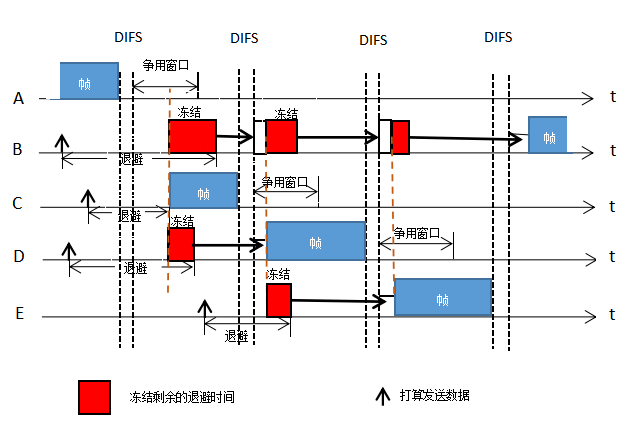 DIFS DIFS DIFS DIFS
争用窗口
帧
A t
冻结 冻结
帧
B 退避 t
帧 争用窗口
C 退避 t
冻结 帧 争用窗口
D 退避 t
冻结
帧
E t
退避
冻结剩余的退避时间 打算发送数据